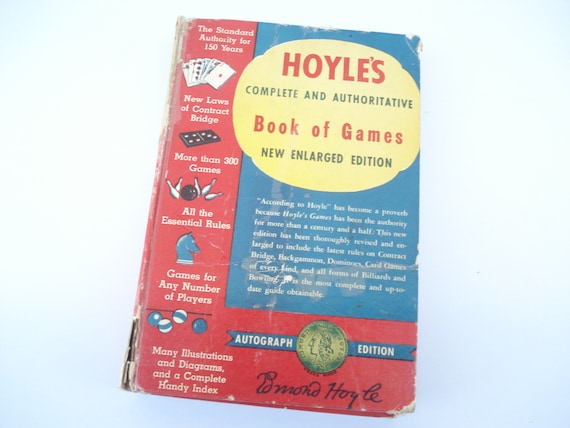 The Standard
Authority for
150 Years
New Laws
of Contract
Bridge
More than 300
Games
All the
Essential Rules
Games for
Any Number
of Players
Many Illustrations
and Diagrams,
and a Complete
Handy Index
HOYLE'S
COMPLETE AND AUTHORITATIVE
Book of Games
NEW ENLARGED EDITION
"According to Hoyle" has become a proverb
because Hoyle's Games has been the authority
for more than a century and a half. This new
edition has been thoroughly revised and en-
larged to include the latest rules on Contract
Bridge, Backgammon, Dominoes, Card Games
of every kind, and all forms of Billiards and
Bowling. It is the most complete and up-to-
date guide obtainable.
AUTOGRAPH EDITION
Edmond Hoyle